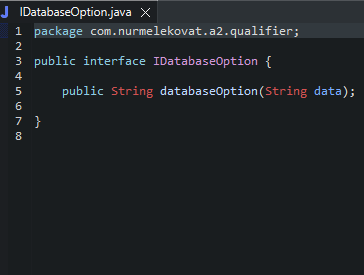 IDatabaseOption.java
1 package com.nurmelekovat.a2.qualifier;
2
3 public interface IDatabaseOption {
4
5 public String databaseOption(String data);
6
7 }
8